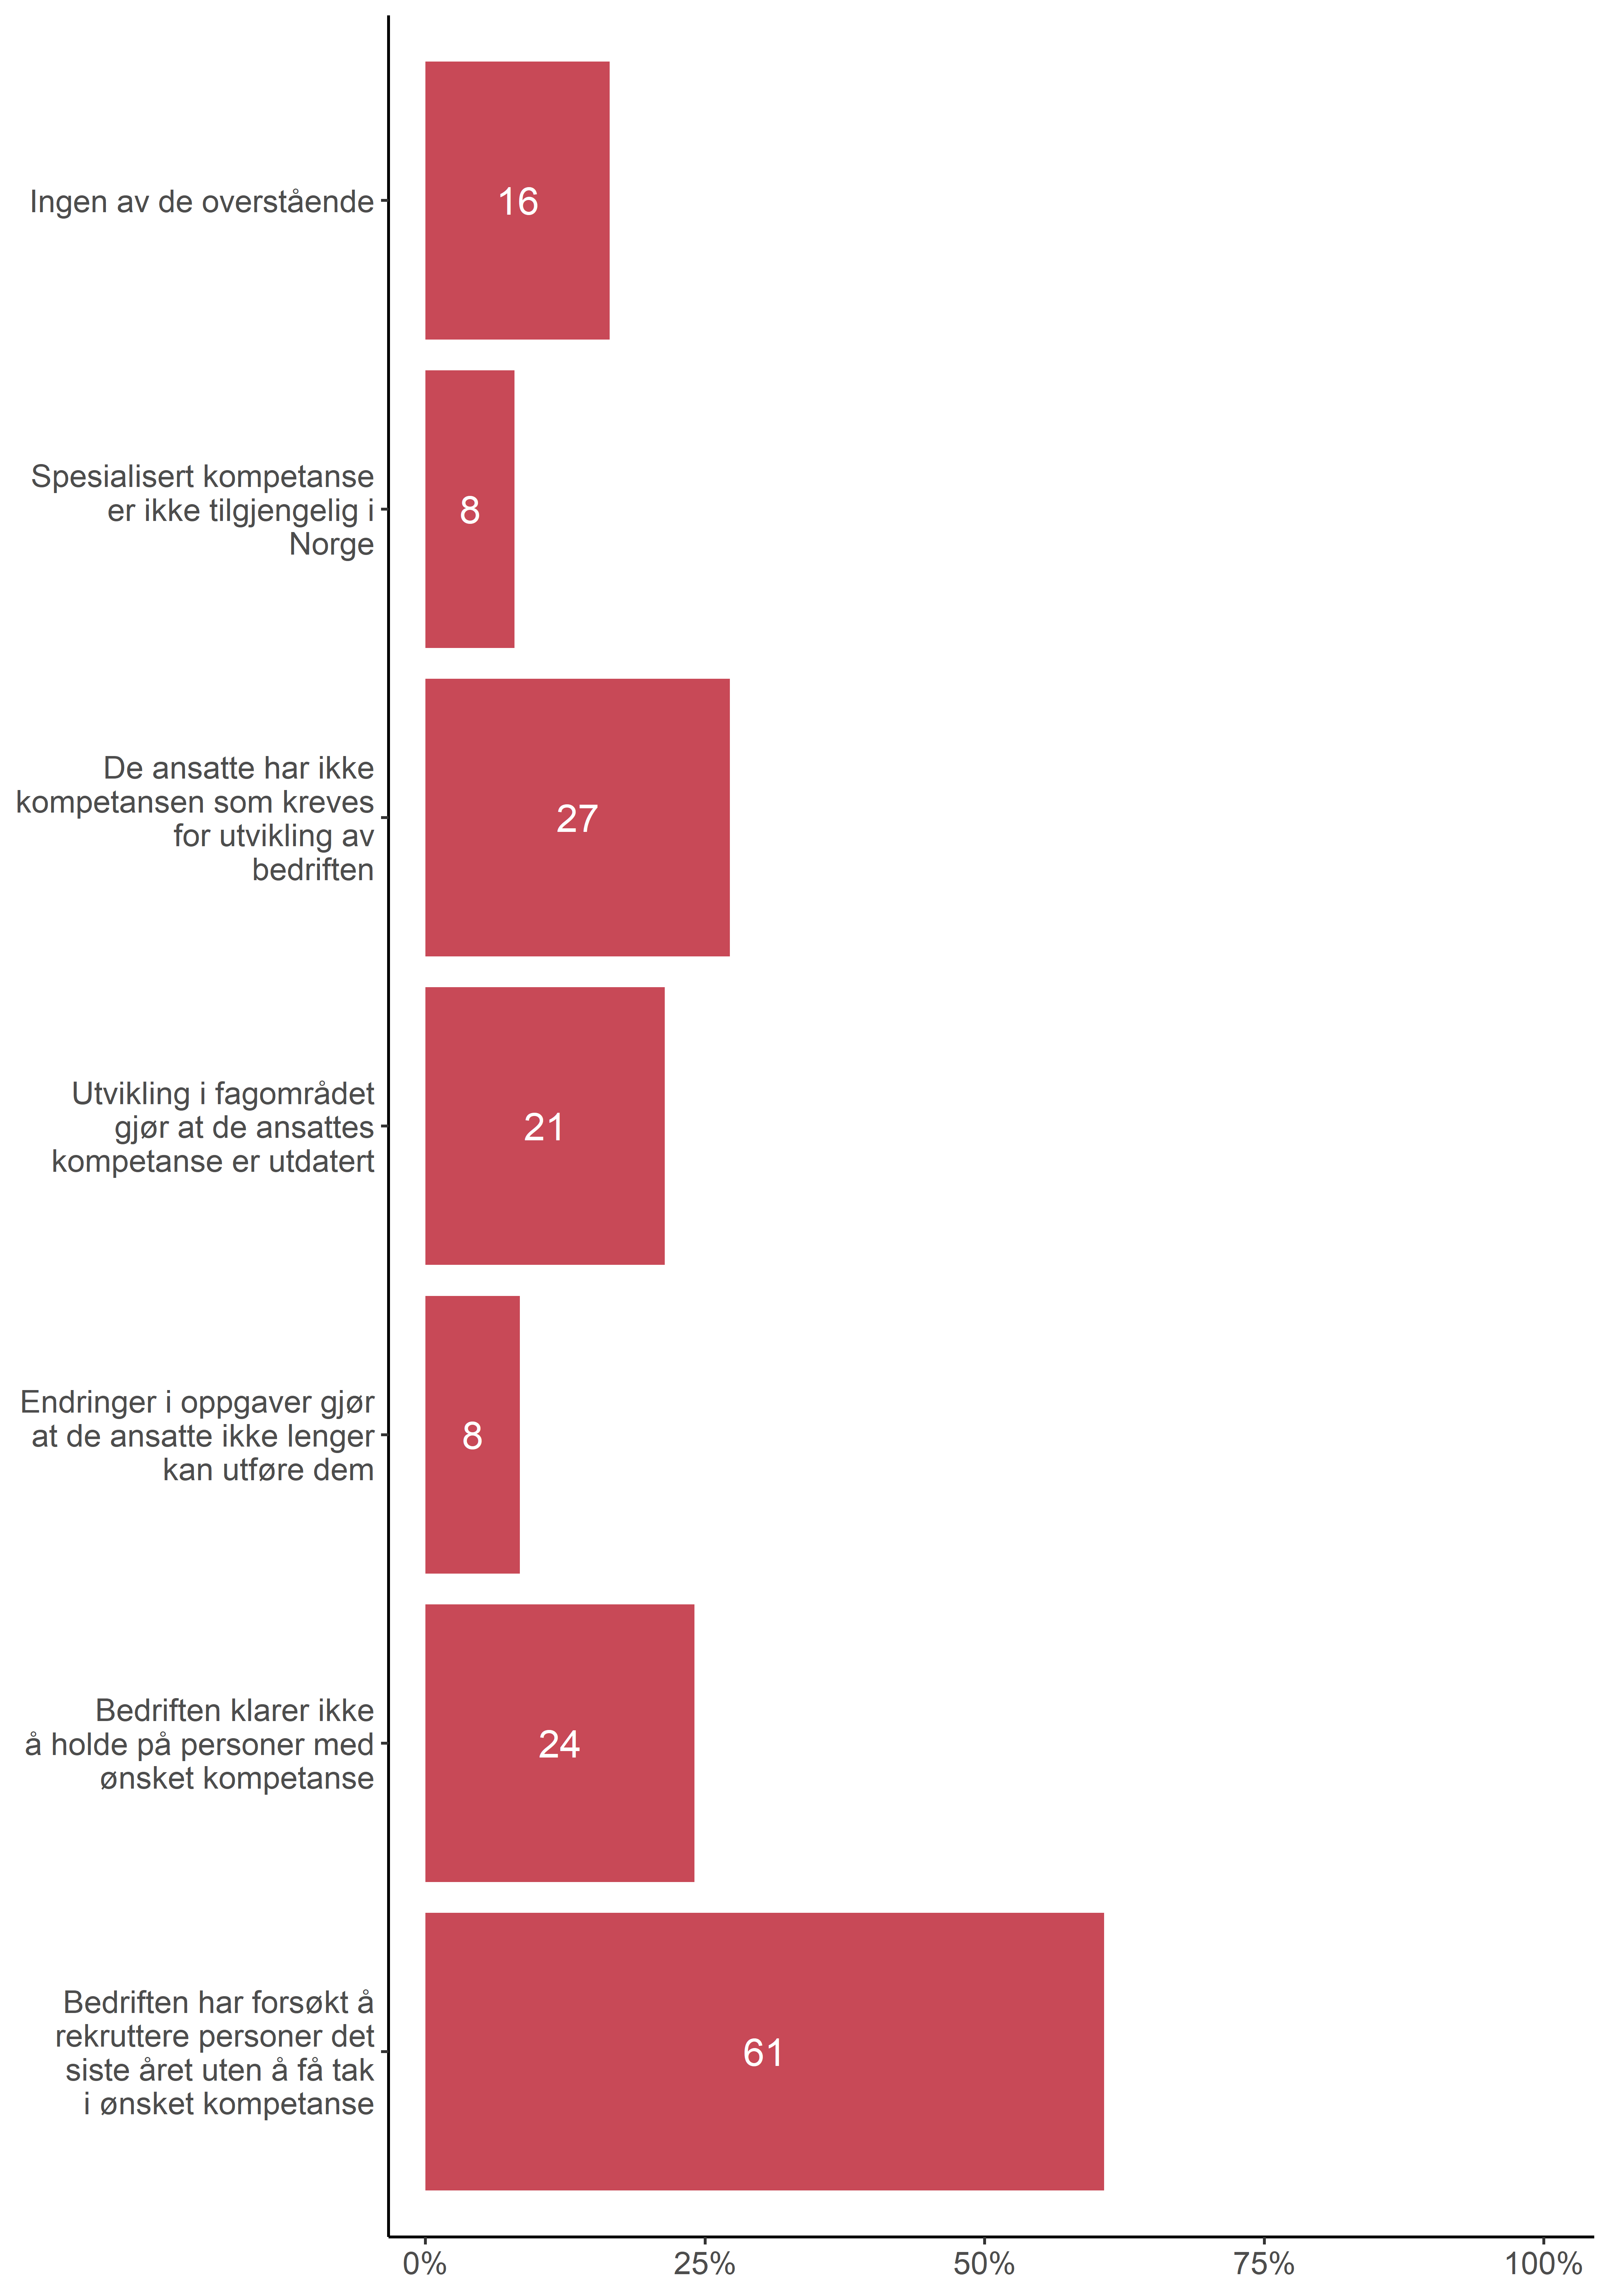 Ingen av de overstående
16
Spesialisert kompetanse
er ikke tilgjengelig i
Norge
8
De ansatte har ikke
kompetansen som kreves
for utvikling av
bedriften
27
Utvikling i fagområdet
gjør at de ansattes
kompetanse er utdatert
21
Endringer i oppgaver gjør
at de ansatte ikke lenger
kan utføre dem
8
Bedriften klarer ikke
å holde på personer med
ønsket kompetanse
24
Bedriften har forsøkt å
rekruttere personer det
siste året uten å få tak
i ønsket kompetanse
61
0% 25% 50% 75% 100%